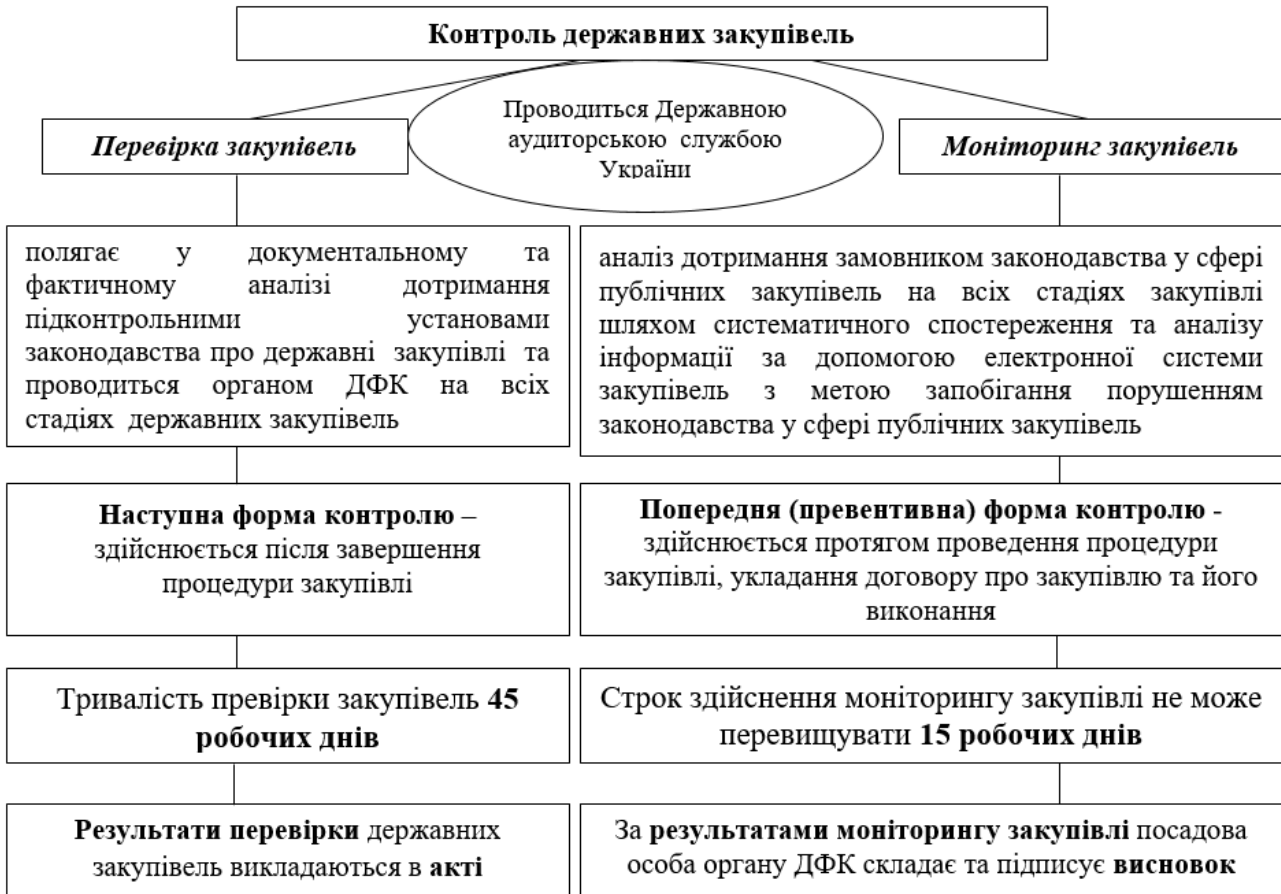 Контроль державних закупівель
Проводиться Державною
аудиторською службою
України
Перевірка закупівель
Моніторинг закупівель
полягає у документальному та
фактичному аналізі дотримання
підконтрольними установами
законодавства про державні закупівлі та
проводиться органом ДФК на всіх
стадіях державних закупівель
аналіз дотримання замовником законодавства у сфері
публічних закупівель на всіх стадіях закупівлі
шляхом систематичного спостереження та аналізу
інформації за допомогою електронної системи
закупівель з метою запобігання порушенням
законодавства у сфері публічних закупівель
Наступна форма контролю –
здійснюється після завершення
процедури закупівлі
Попередня (превентивна) форма контролю -
здійснюється протягом проведення процедури
закупівлі, укладання договору про закупівлю та його
виконання
Тривалість превірки закупівель 45
робочих днів
Строк здійснення моніторингу закупівлі не може
перевищувати 15 робочих днів
Результати перевірки державних
закупівель викладаються в акті
За результатами моніторингу закупівлі посадова
особа органу ДФК складає та підписує висновок